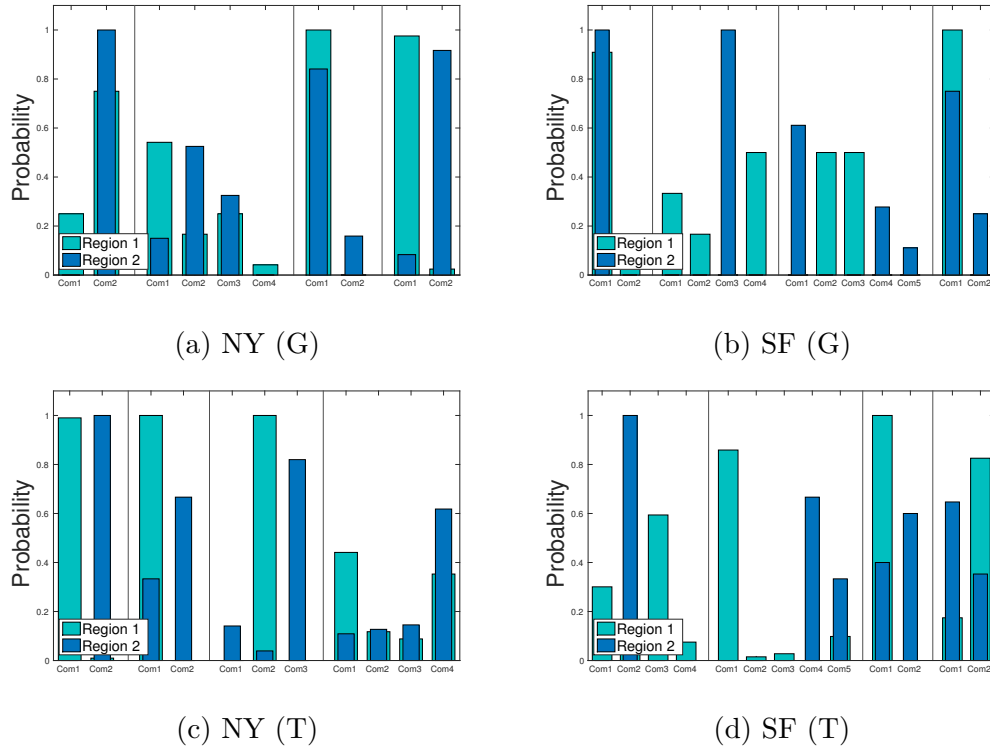 Probability
1
0.8
0.6
0.4
0.2
0
Region 1
Region 2
Com1 Com2 Com1 Com2 Com3 Com4 Com1 Com2 Com1 Com2
(a) NY (G)
Probability
1
0.8
0.6
0.4
0.2
0
Region 1
Region 2
Com1 Com2 Com1 Com2 Com3 Com4 Com1 Com2 Com3 Com4 Com5 Com1 Com2
(b) SF (G)
Probability
1
0.8
0.6
0.4
0.2
0
Region 1
Region 2
Com1 Com2 Com1 Com2 Com1 Com2 Com3 Com1 Com2 Com3 Com4
(c) NY (T)
Probability
1
0.8
0.6
0.4
0.2
0
Region 1
Region 2
Com1 Com2 Com3 Com4 Com1 Com2 Com3 Com4 Com5 Com1 Com2 Com1 Com2
(d) SF (T)